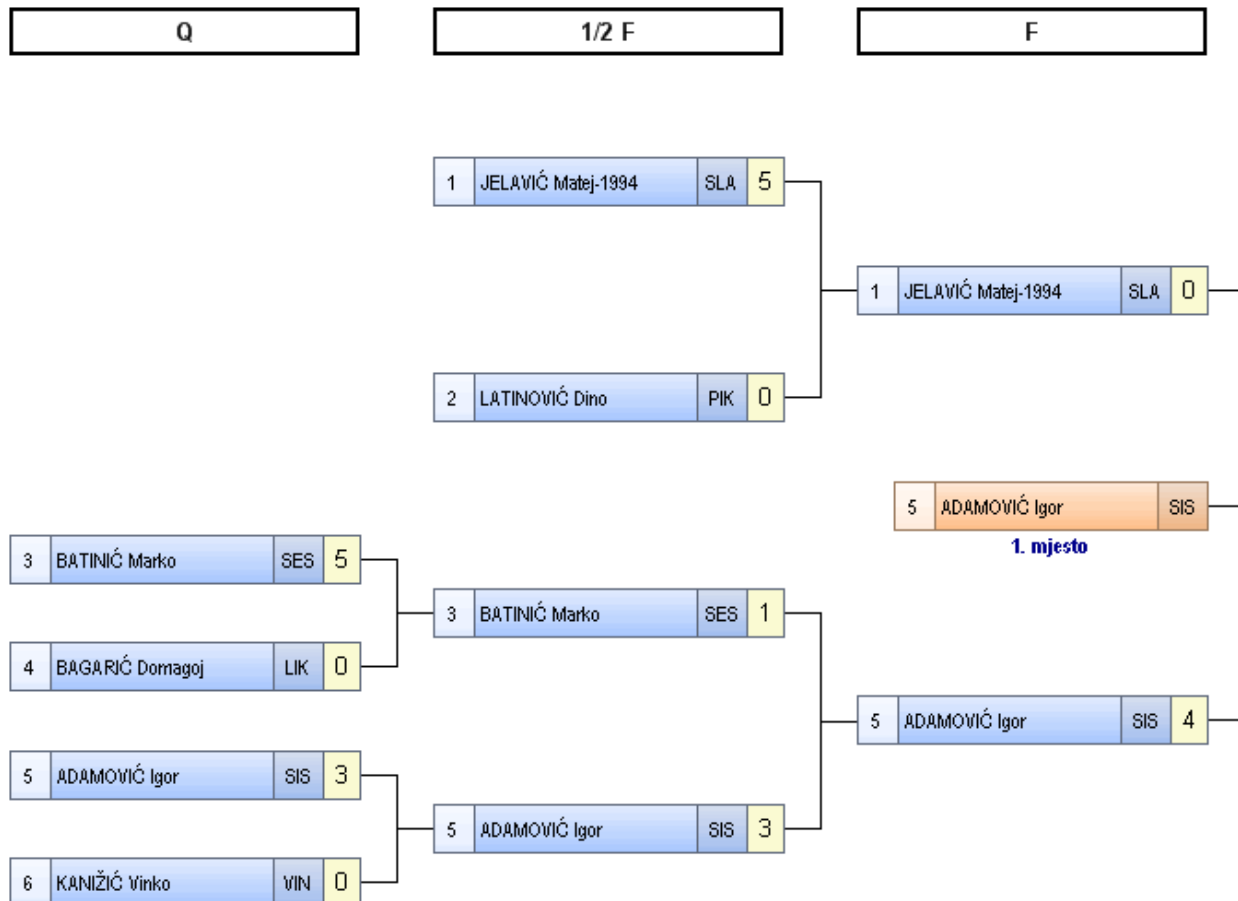 Q
1/2 F
F
1 JELAVIĆ Matej-1994 SLA 5
1 JELAVIĆ Matej-1994 SLA 0
2 LATINOVIĆ Dino PIK 0
5 ADAMOVIĆ Igor SIS
1. mjesto
3 BATINIĆ Marko SES 5
3 BATINIĆ Marko SES 1
4 BAGARIĆ Domagoj LIK 0
5 ADAMOVIĆ Igor SIS 4
5 ADAMOVIĆ Igor SIS 3
5 ADAMOVIĆ Igor SIS 3
6 KANIŽIĆ Vinko VIN 0